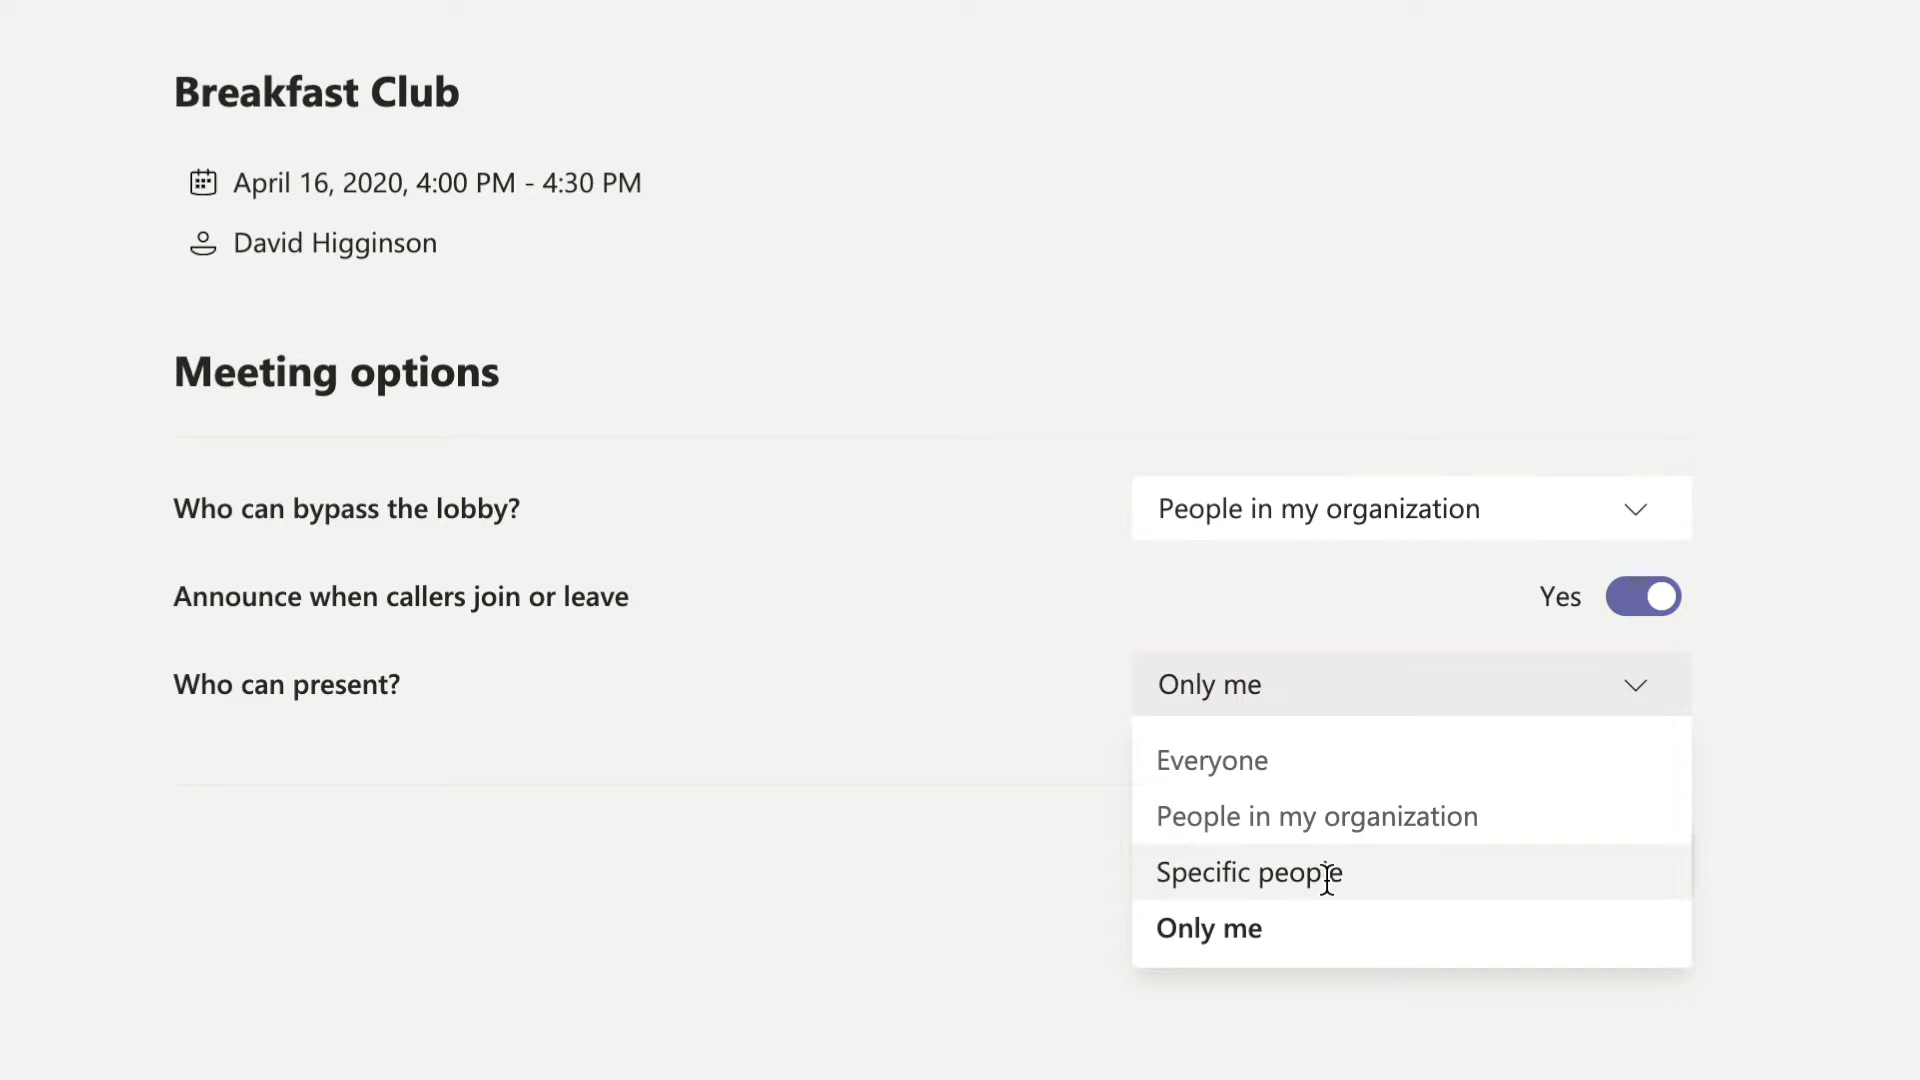 Breakfast Club
April 16, 2020, 4:00 PM - 4:30 PM
David Higginson
Meeting options
Who can bypass the lobby?
People in my organization
Announce when callers join or leave
Yes
Who can present?
Only me
Everyone
People in my organization
Specific people
Only me